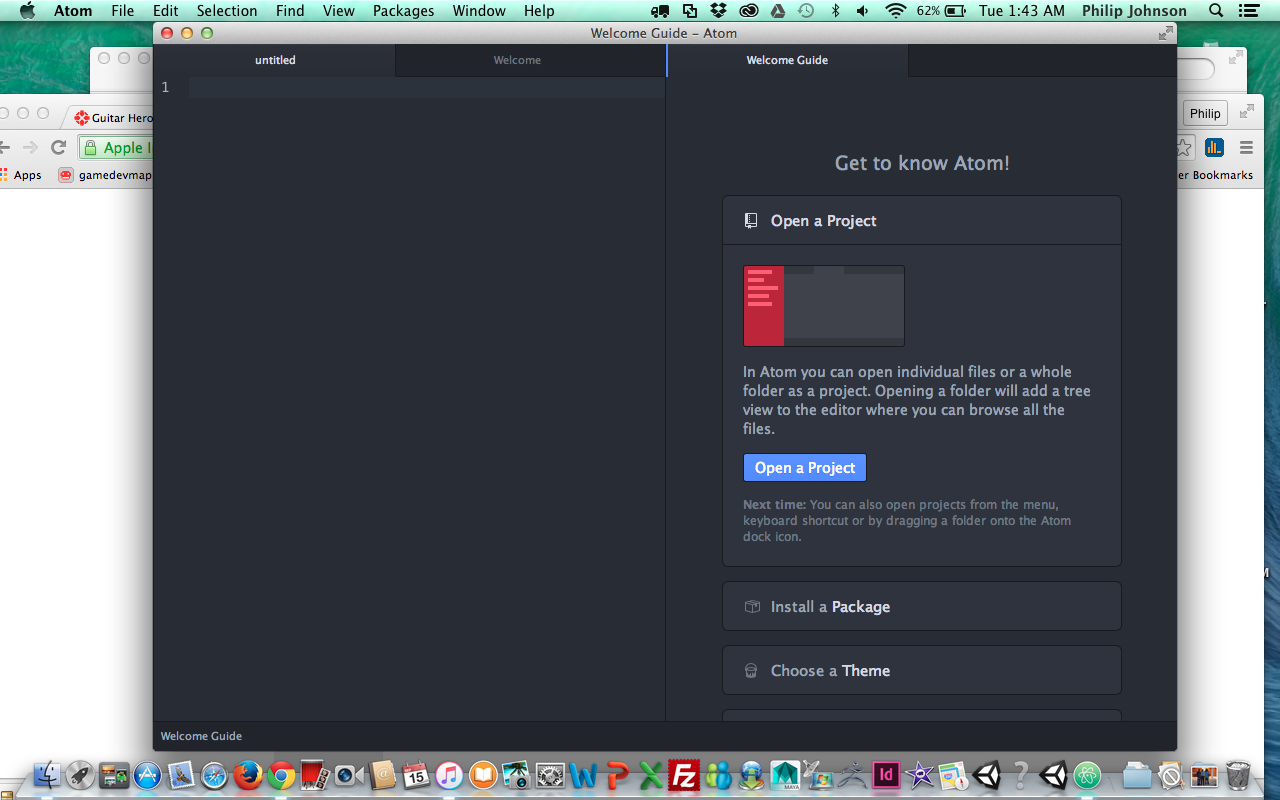 Atom File Edit Selection Find View Packages Window Help 62% Tue 1:43 AM Philip Johnson
Welcome Guide – Atom
untitled Welcome Welcome Guide
1
Guitar Hero
Philip
Apple I
Apps gamedevmap
er Bookmarks
Get to know Atom!
Open a Project
In Atom you can open individual files or a whole
folder as a project. Opening a folder will add a tree
view to the editor where you can browse all the
files.
Open a Project
Next time: You can also open projects from the menu,
keyboard shortcut or by dragging a folder onto the Atom
dock icon.
Install a Package
Choose a Theme
Welcome Guide
15
W P X Fz MAYA Id ?